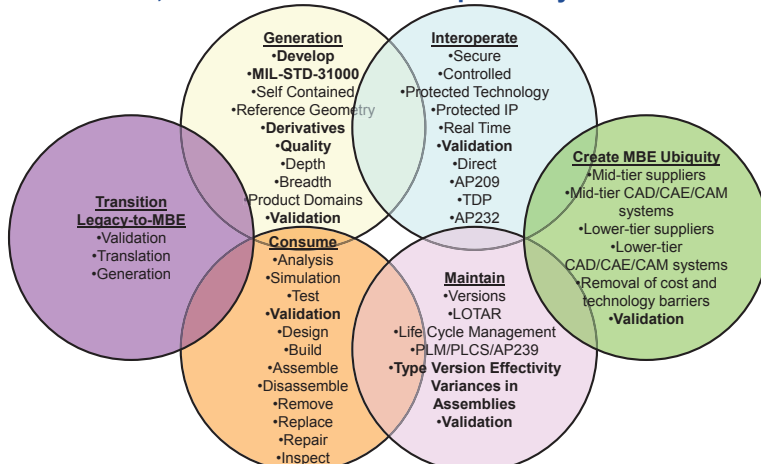 Generation
•Develop
•MIL-STD-31000
•Self Contained
•Reference Geometry
•Derivatives
•Quality
•Depth
•Breadth
•Product Domains
•Validation
Interoperate
•Secure
•Controlled
•Protected Technology
•Protected IP
•Real Time
•Validation
•Direct
•AP209
•TDP
•AP232
Transition
Legacy-to-MBE
•Validation
•Translation
•Generation
Create MBE Ubiquity
•Mid-tier suppliers
•Mid-tier CAD/CAE/CAM
systems
•Lower-tier suppliers
•Lower-tier
CAD/CAE/CAM systems
•Removal of cost and
technology barriers
•Validation
Consume
•Analysis
•Simulation
•Test
•Validation
•Design
•Build
•Assemble
•Disassemble
•Remove
•Replace
•Repair
•Inspect
Maintain
•Versions
•LOTAR
•Life Cycle Management
•PLM/PLCS/AP239
•Type Version Effectivity
Variances in
Assemblies
•Validation